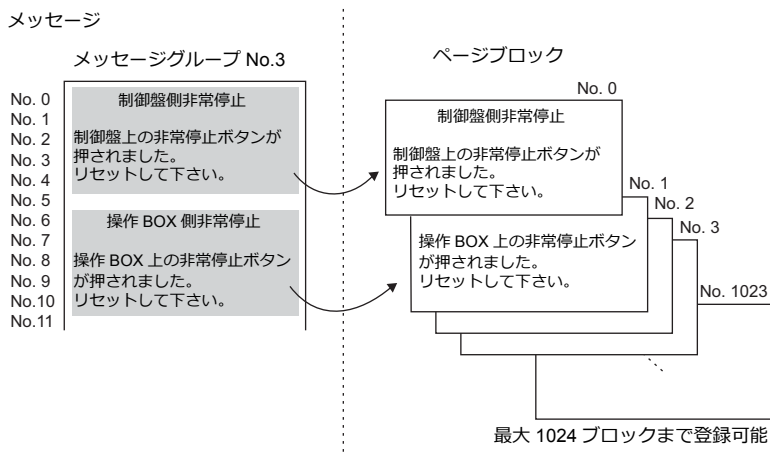 メッセージ
メッセージグループ No.3
No. 0
No. 1
No. 2
No. 3
No. 4
No. 5
No. 6
No. 7
No. 8
No. 9
No.10
No.11
制御盤側非常停止
制御盤上の非常停止ボタンが
押されました。
リセットして下さい。
操作 BOX 側非常停止
操作 BOX 上の非常停止ボタン
が押されました。
リセットして下さい。
ページブロック
No. 0
制御盤側非常停止
制御盤上の非常停止ボタンが
押されました。
リセットして下さい。
No. 1
操作 BOX 上の非常停止ボタン
が押されました。
リセットして下さい。
No. 2
No. 3
No. 1023
最大 1024 ブロックまで登録可能